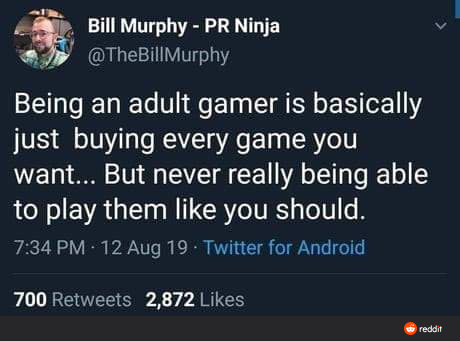 Bill Murphy - PR Ninja
@TheBillMurphy
Being an adult gamer is basically
just buying every game you
want... But never really being able
to play them like you should.
7:34 PM · 12 Aug 19 · Twitter for Android
700 Retweets 2,872 Likes
reddit